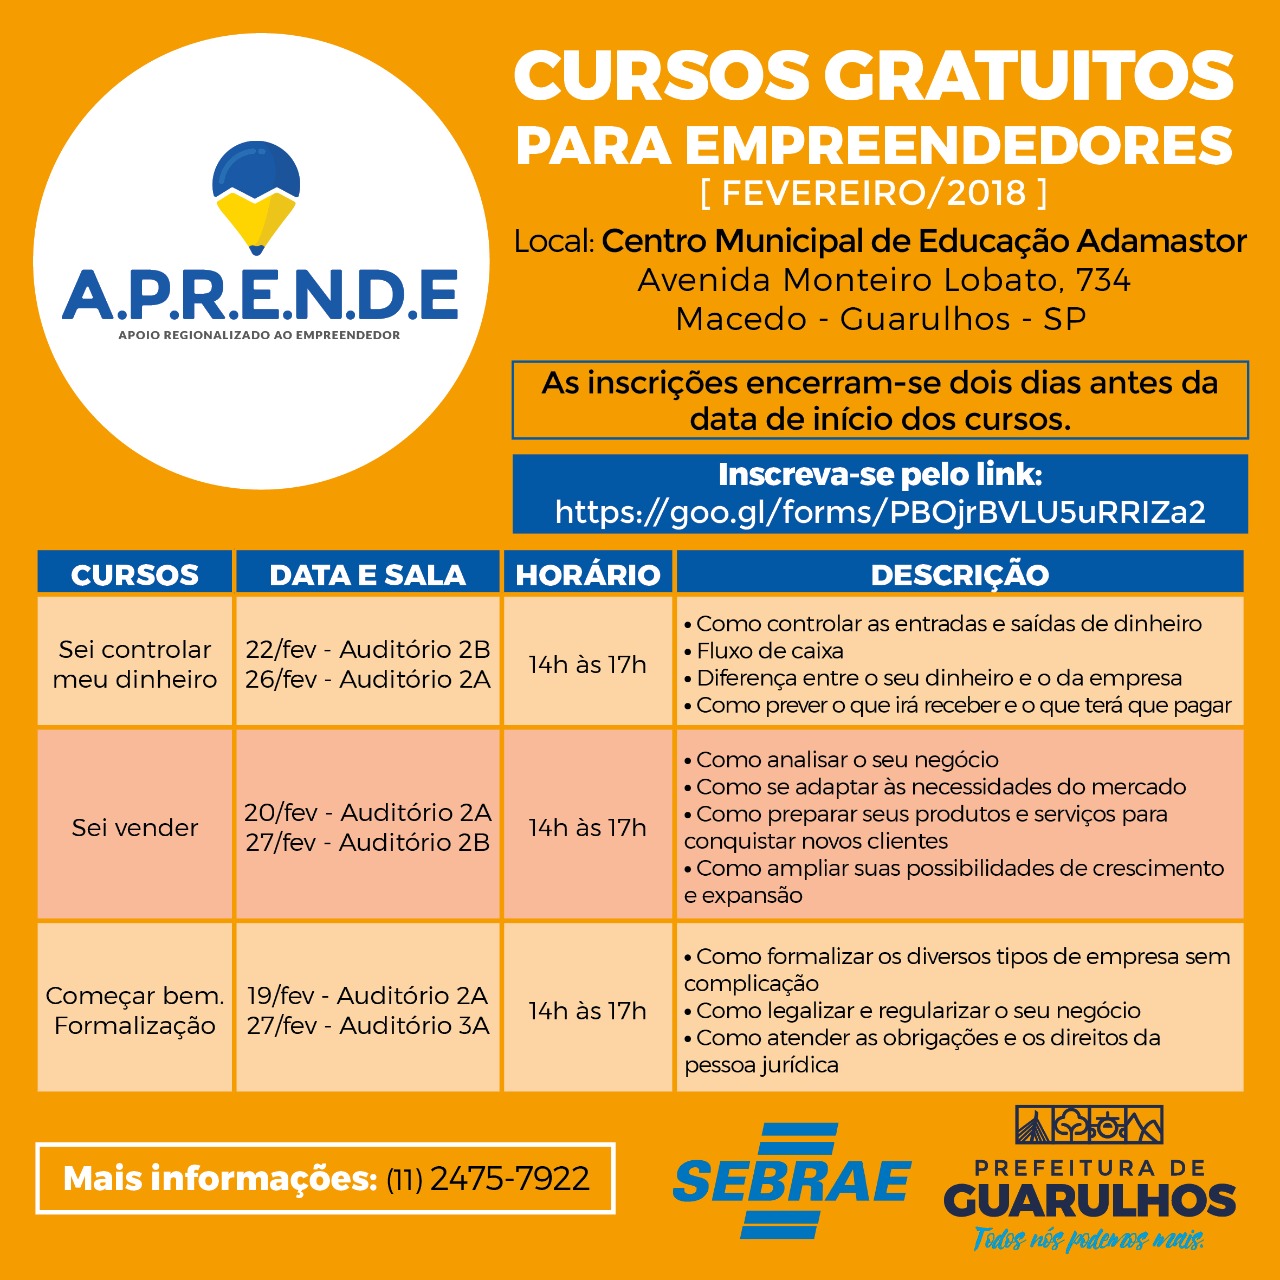 A.P.R.E.N.D.E
APOIO REGIONALIZADO AO EMPREENDEDOR
CURSOS GRATUITOS
PARA EMPREENDEDORES
[ FEVEREIRO/2018 ]
Local: Centro Municipal de Educação Adamastor
Avenida Monteiro Lobato, 734
Macedo - Guarulhos - SP
As inscrições encerram-se dois dias antes da
data de início dos cursos.
Inscreva-se pelo link:
https://goo.gl/forms/PBOjrBVLU5uRRIZa2
CURSOS DATA E SALA HORÁRIO DESCRIÇÃO
Sei controlar
meu dinheiro
22/fev - Auditório 2B
26/fev - Auditório 2A
14h às 17h
• Como controlar as entradas e saídas de dinheiro
• Fluxo de caixa
• Diferença entre o seu dinheiro e o da empresa
• Como prever o que irá receber e o que terá que pagar
Sei vender
20/fev - Auditório 2A
27/fev - Auditório 2B
14h às 17h
• Como analisar o seu negócio
• Como se adaptar às necessidades do mercado
• Como preparar seus produtos e serviços para
conquistar novos clientes
• Como ampliar suas possibilidades de crescimento
e expansão
Começar bem.
Formalização
19/fev - Auditório 2A
27/fev - Auditório 3A
14h às 17h
• Como formalizar os diversos tipos de empresa sem
complicação
• Como legalizar e regularizar o seu negócio
• Como atender as obrigações e os direitos da
pessoa jurídica
Mais informações: (11) 2475-7922
SEBRAE
PREFEITURA DE
GUARULHOS
Todos nós podemos mais.